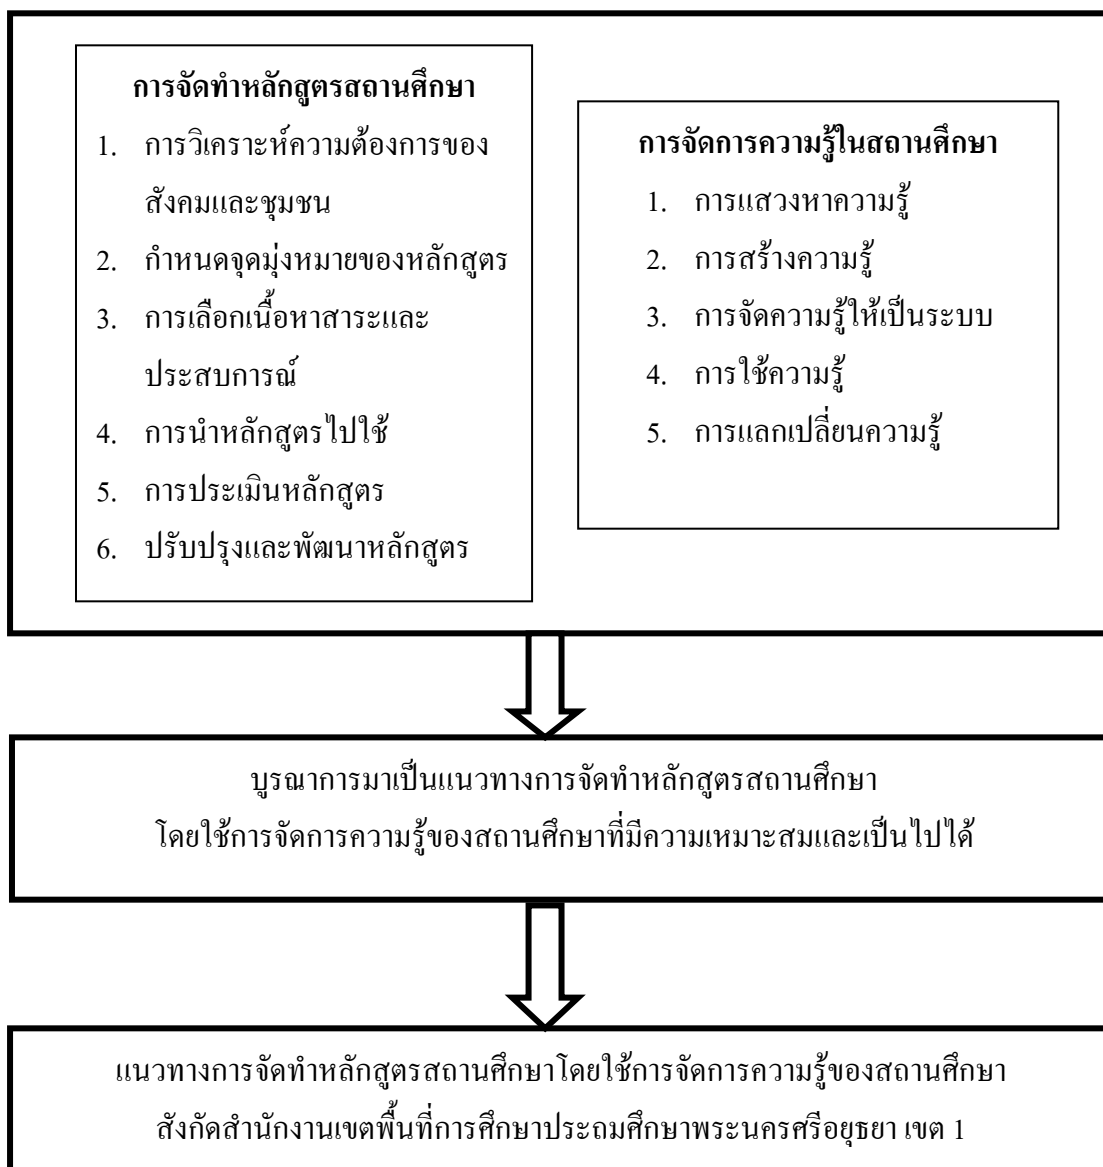 การจัดทำหลักสูตรสถานศึกษา
1. การวิเคราะห์ความต้องการของ
สังคมและชุมชน
2. กำหนดจุดมุ่งหมายของหลักสูตร
3. การเลือกเนื้อหาสาระและ
ประสบการณ์
4. การนำหลักสูตรไปใช้
5. การประเมินหลักสูตร
6. ปรับปรุงและพัฒนาหลักสูตร
การจัดการความรู้ในสถานศึกษา
1. การแสวงหาความรู้
2. การสร้างความรู้
3. การจัดความรู้ให้เป็นระบบ
4. การใช้ความรู้
5. การแลกเปลี่ยนความรู้
บูรณาการมาเป็นแนวทางการจัดทำหลักสูตรสถานศึกษา
โดยใช้การจัดการความรู้ของสถานศึกษาที่มีความเหมาะสมและเป็นไปได้
แนวทางการจัดทำหลักสูตรสถานศึกษาโดยใช้การจัดการความรู้ของสถานศึกษา
สังกัดสำนักงานเขตพื้นที่การศึกษาประถมศึกษาพระนครศรีอยุธยา เขต 1